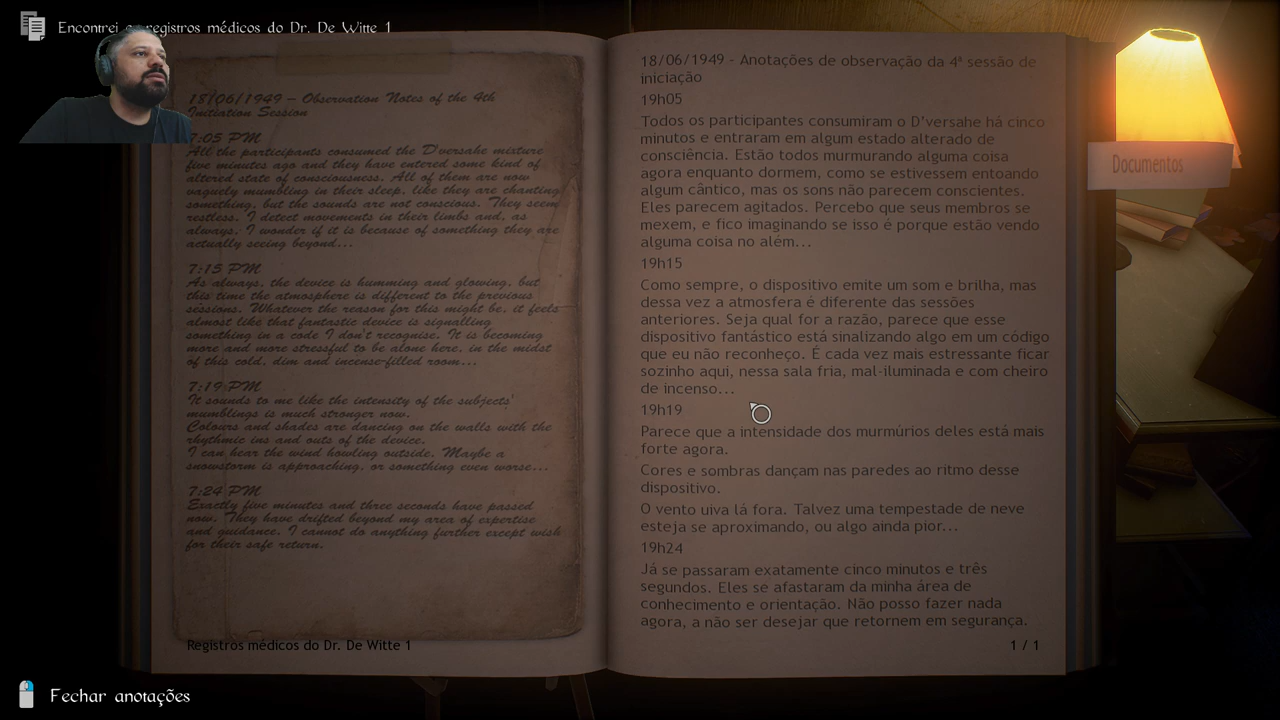 Encontrei registros médicos do Dr. De Witte 1
18/06/1949 – Observation Notes of the 4th
Initiation Session
7:05 PM
All the participants consumed the D'versahe mixture
five minutes ago and they have entered some kind of
altered state of consciousness. All of them are now
vaguely mumbling in their sleep, like they are chanting
something, but the sounds are not conscious. They seem
restless. I detect movements in their limbs and, as
always, I wonder if it is because of something they are
actually seeing beyond...
7:15 PM
As always, the device is humming and glowing, but
this time the atmosphere is different to the previous
sessions. Whatever the reason for this might be, it feels
almost like that fantastic device is signalling
something in a code I don't recognise. It is becoming
more and more stressful to be alone here, in the midst
of this cold, dim and incense-filled room...
7:19 PM
It sounds to me like the intensity of the subjects'
mumblings is much stronger now.
Colours and shades are dancing on the walls with the
rhythmic ins and outs of the device.
I can hear the wind howling outside. Maybe a
snowstorm is approaching, or something even worse...
7:24 PM
Exactly five minutes and three seconds have passed
now. They have drifted beyond my area of expertise
and guidance. I cannot do anything further except wish
for their safe return.
Registros médicos do Dr. De Witte 1
18/06/1949 - Anotações de observação da 4ª sessão de
iniciação
19h05
Todos os participantes consumiram o D'versahe há cinco
minutos e entraram em algum estado alterado de
consciência. Estão todos murmurando alguma coisa
agora enquanto dormem, como se estivessem entoando
algum cântico, mas os sons não parecem conscientes.
Eles parecem agitados. Percebo que seus membros se
mexem, e fico imaginando se isso é porque estão vendo
alguma coisa no além...
19h15
Como sempre, o dispositivo emite um som e brilha, mas
dessa vez a atmosfera é diferente das sessões
anteriores. Seja qual for a razão, parece que esse
dispositivo fantástico está sinalizando algo em um código
que eu não reconheço. É cada vez mais estressante ficar
sozinho aqui, nessa sala fria, mal-iluminada e com cheiro
de incenso...
19h19
Parece que a intensidade dos murmúrios deles está mais
forte agora.
Cores e sombras dançam nas paredes ao ritmo desse
dispositivo.
O vento uiva lá fora. Talvez uma tempestade de neve
esteja se aproximando, ou algo ainda pior...
19h24
Já se passaram exatamente cinco minutos e três
segundos. Eles se afastaram da minha área de
conhecimento e orientação. Não posso fazer nada
agora, a não ser desejar que retornem em segurança.
1 / 1
Documentos
Fechar anotações